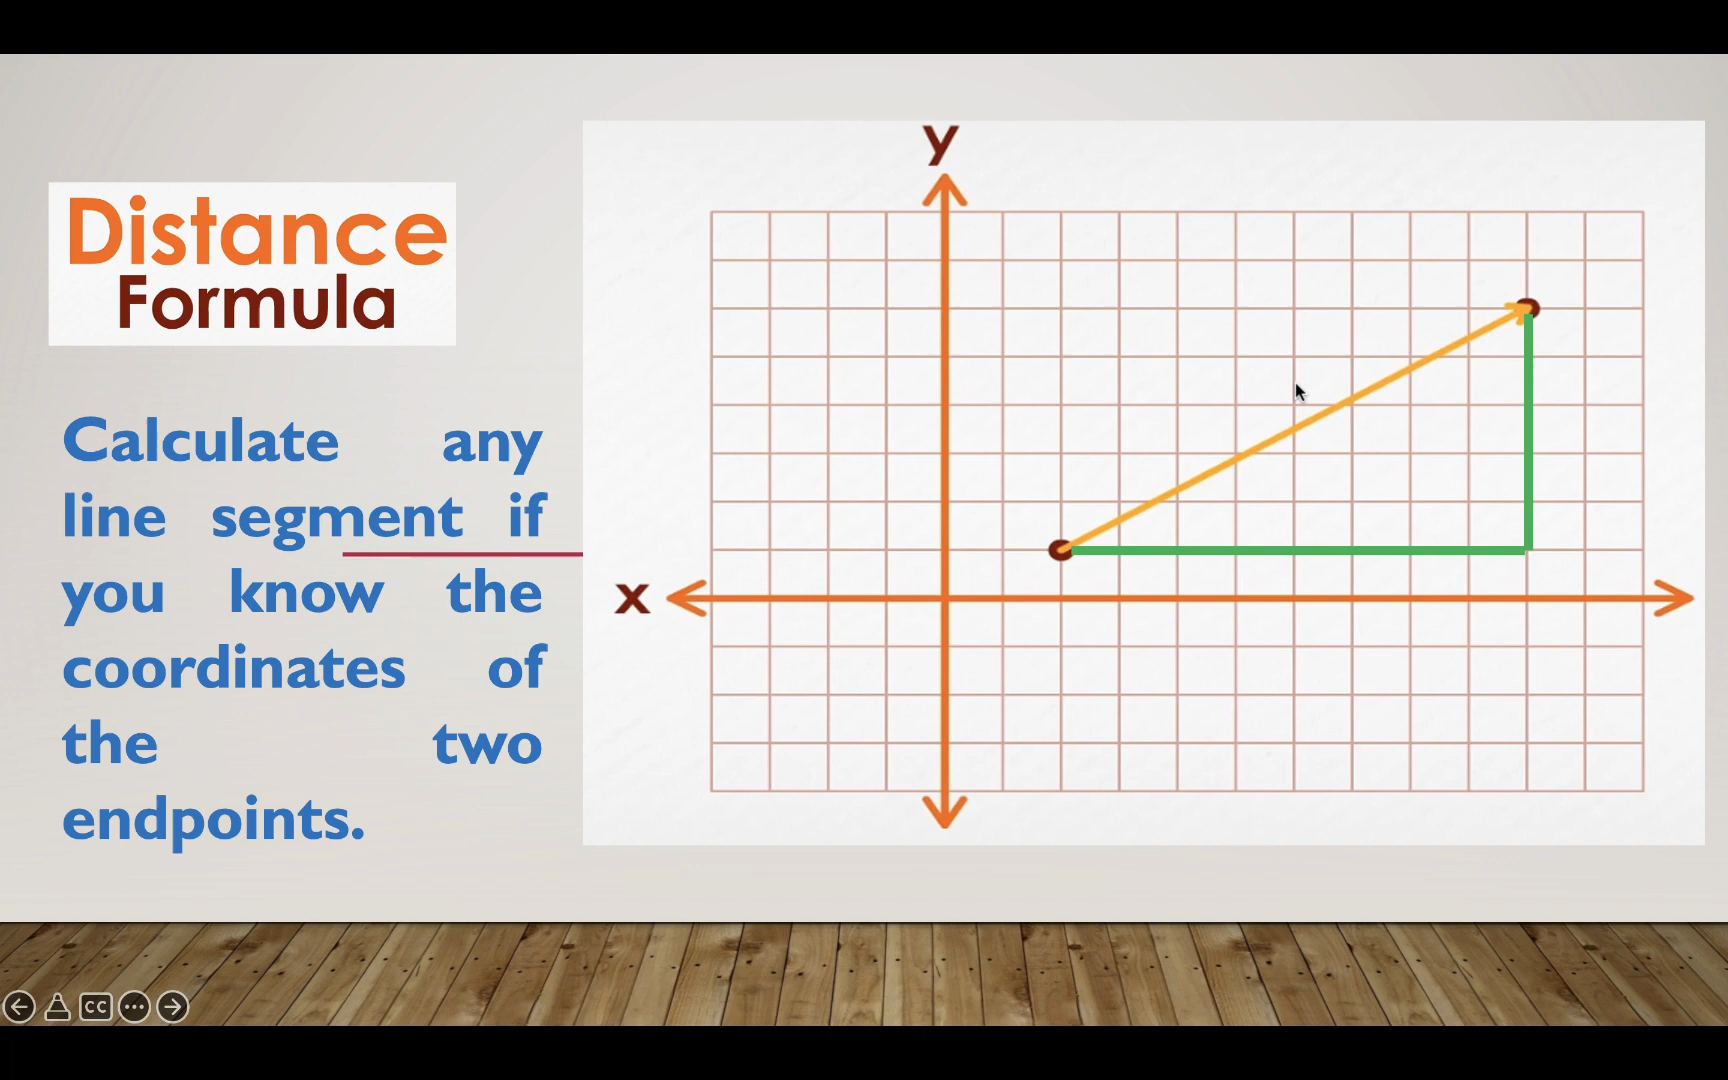 Distance
Formula
Calculate any
line segment if
you know the
coordinates of
the two
endpoints.
y
x
CC